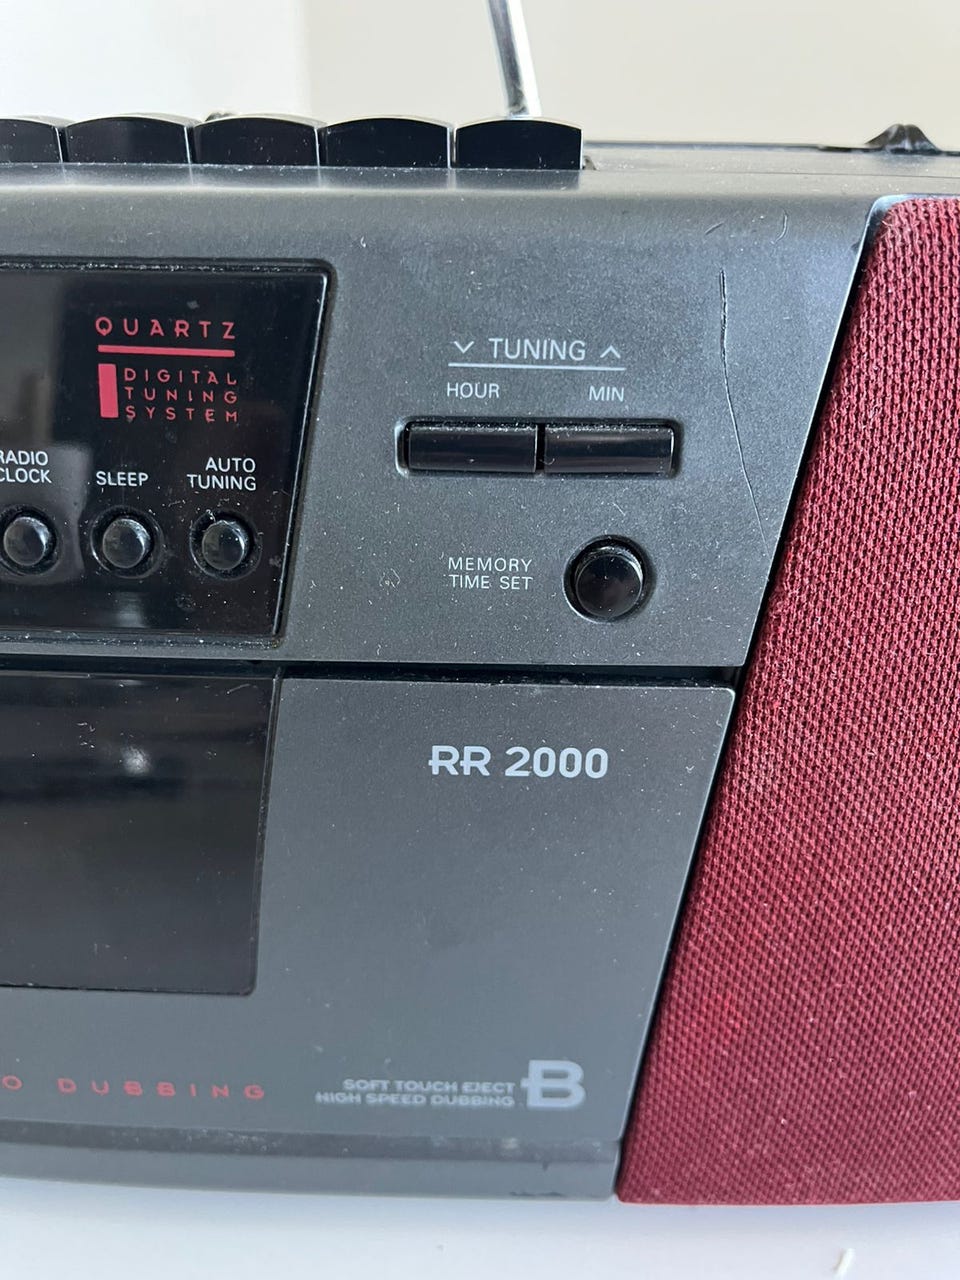 QUARTZ
DIGITAL
TUNING
SYSTEM
TUNING
HOUR MIN
RADIO
CLOCK
SLEEP
AUTO
TUNING
MEMORY
TIME SET
RR 2000
DUBBING
SOFT TOUCH EJECT
HIGH SPEED DUBBING
B